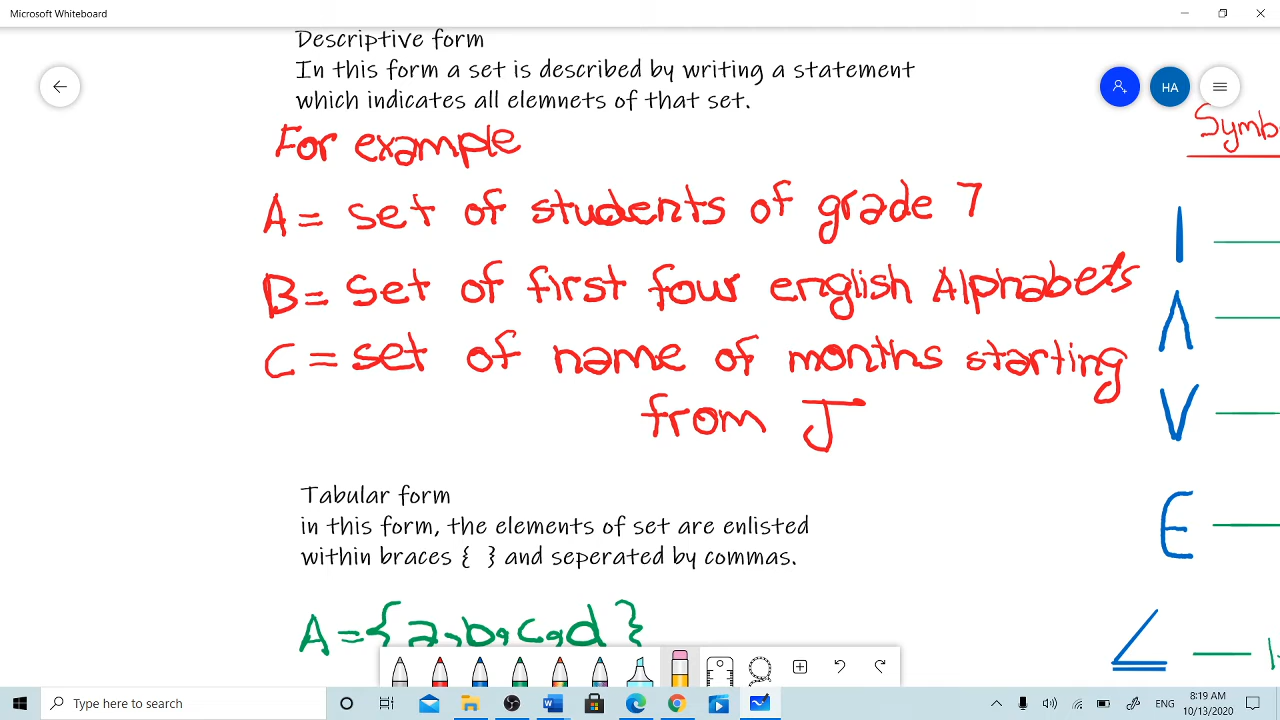 Microsoft Whiteboard
Descriptive form
In this form a set is described by writing a statement
which indicates all elemnets of that set.
HA
For example
Symb
A = set of students of grade 7
B = set of first four english Alphabets
C = set of name of months starting
from J
Tabular form
in this form, the elements of set are enlisted
within braces { } and seperated by commas.
A = {a,b,c,d}
Type here to search
8:19 AM
10/13/2020